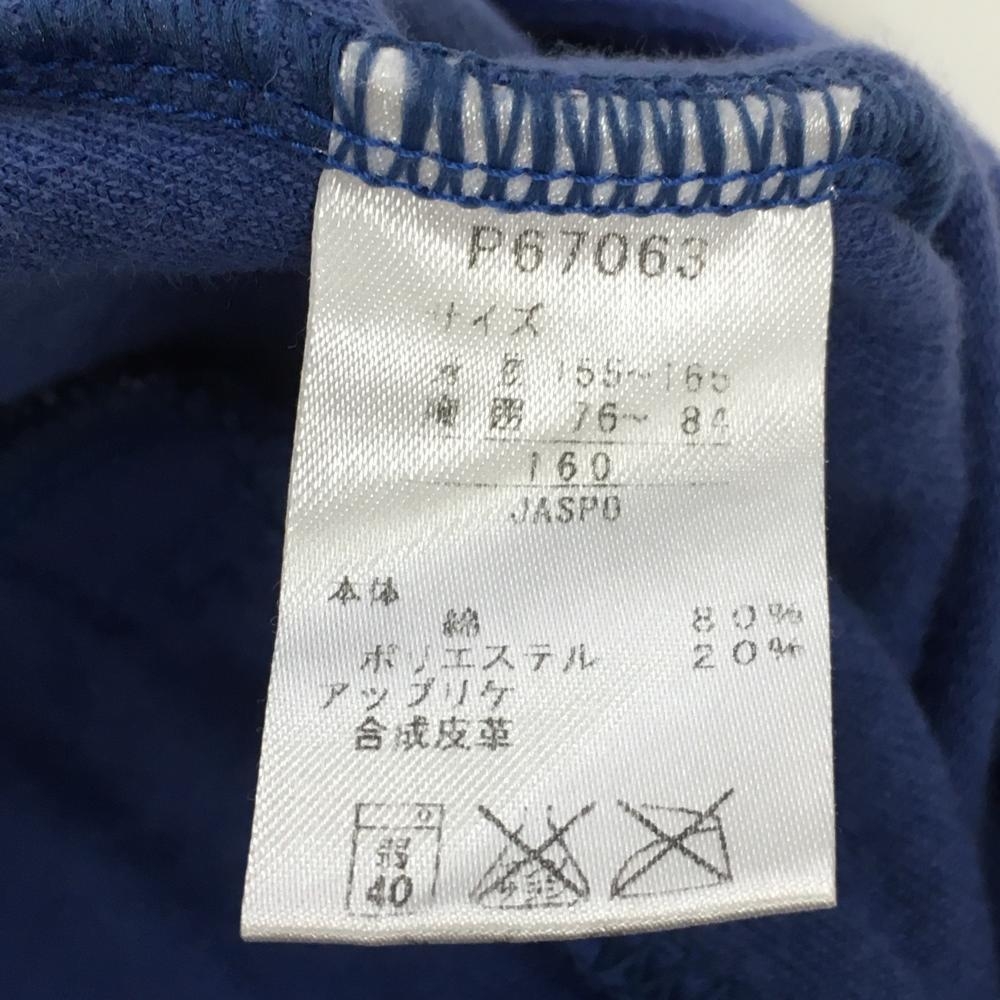 P67063
サイズ
身長 155~165
胸囲 76~ 84
160
JASPO
本体
綿 80%
ポリエステル 20%
アップリケ
合成皮革
弱
40